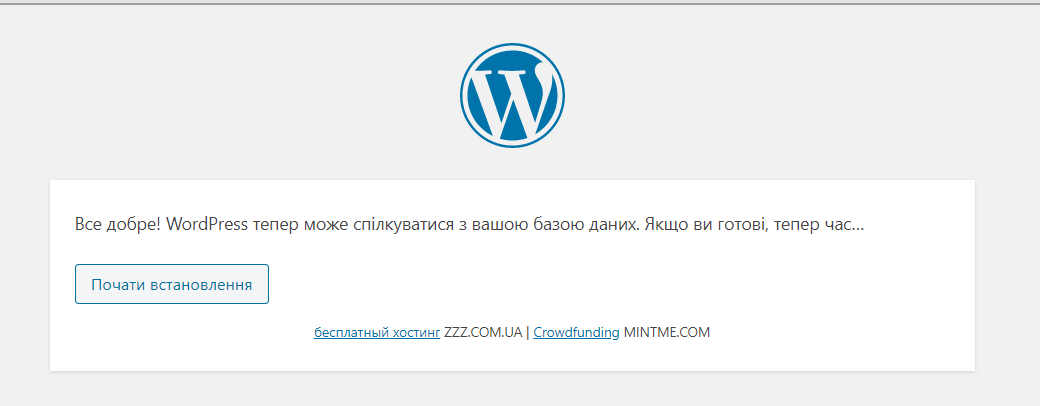 Все добре! WordPress тепер може спілкуватися з вашою базою даних. Якщо ви готові, тепер час…
Почати встановлення
бесплатный хостинг ZZZ.COM.UA | Crowdfunding MINTME.COM